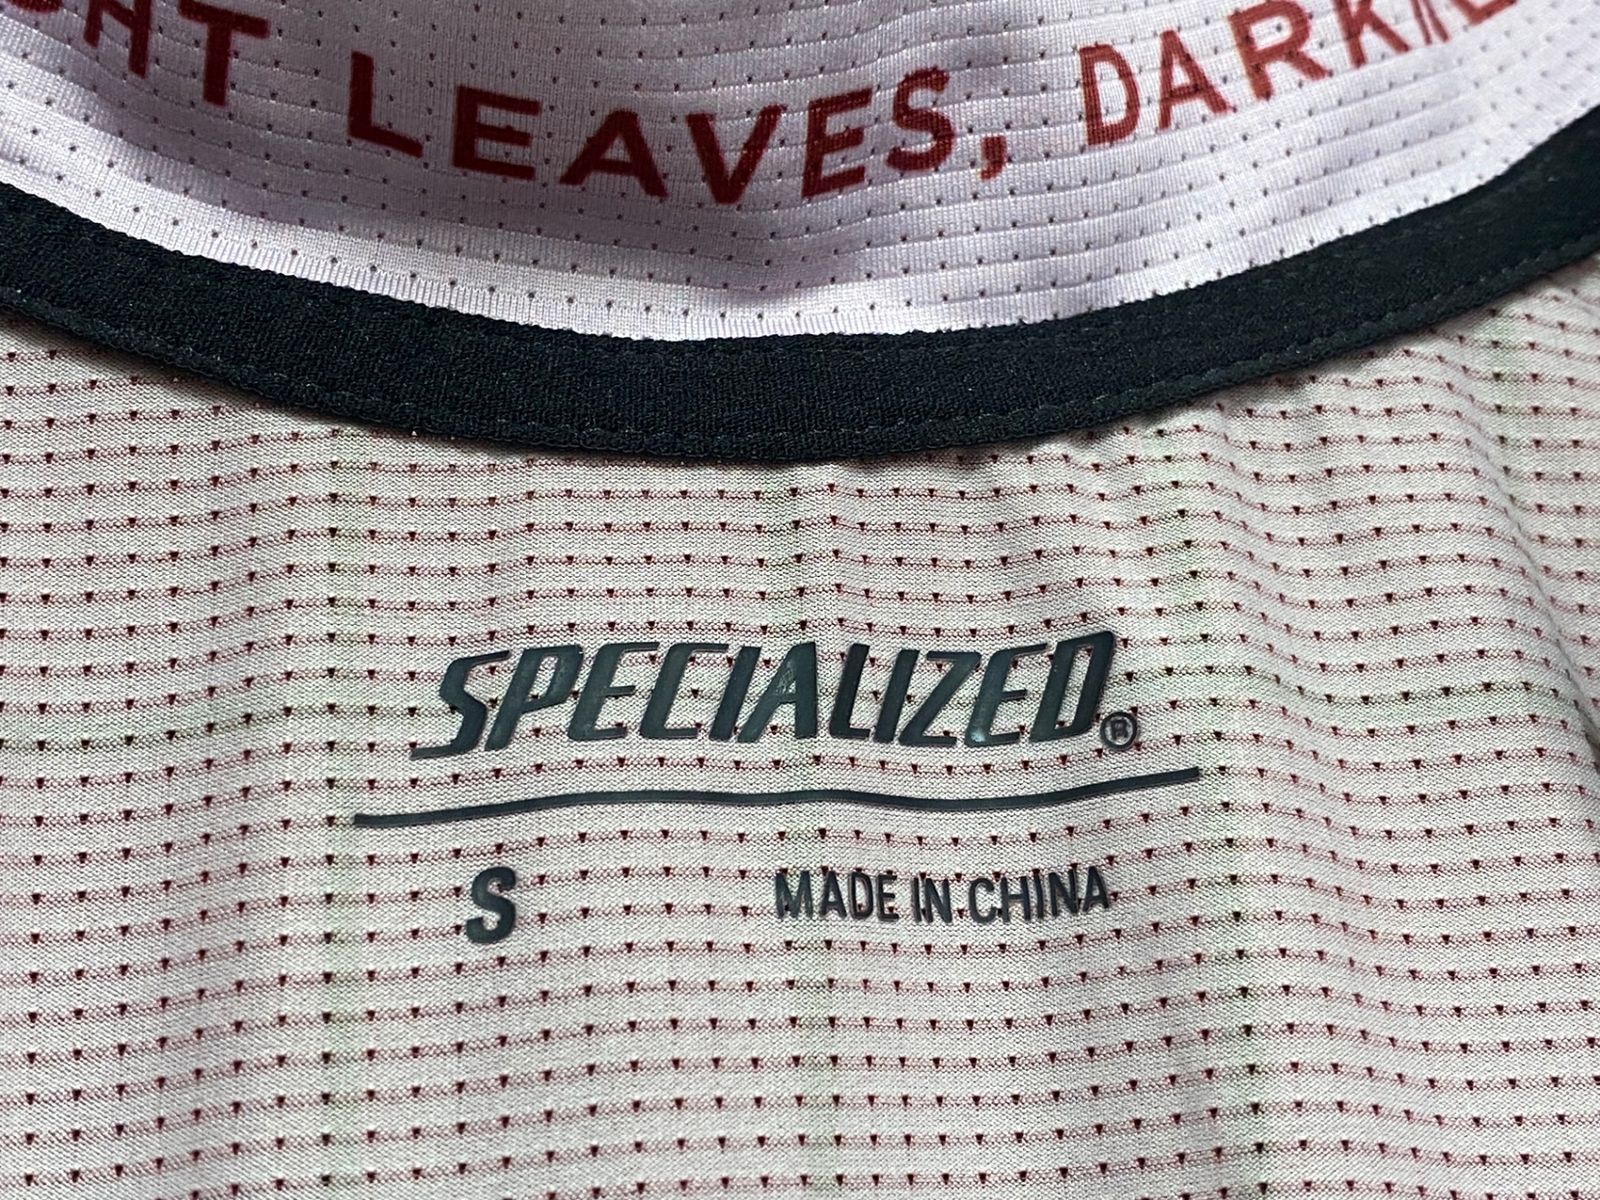 LEAVES,
SPECIALIZED®
S MADE IN CHINA